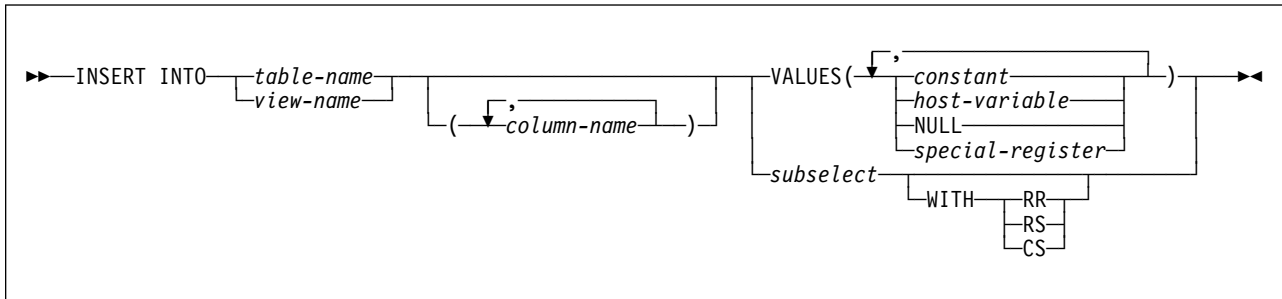 ,
INSERT INTO table-name VALUES( constant )
view-name , host-variable
( column-name ) NULL
special-register
subselect
WITH RR
RS
CS